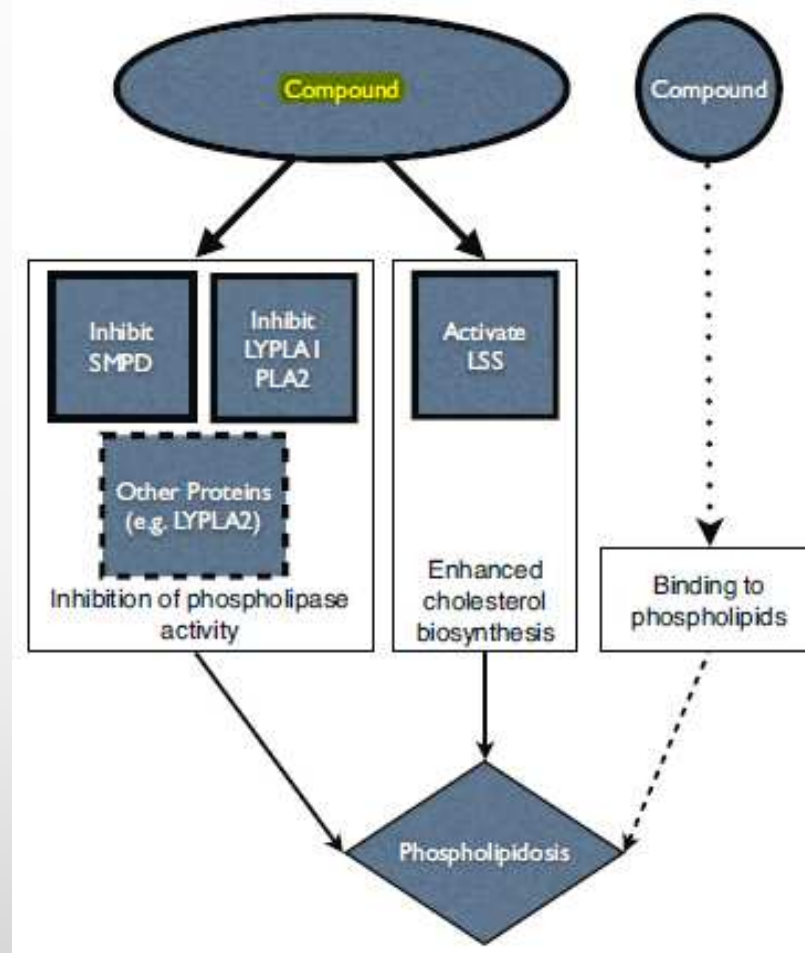 Compound
Compound
Inhibit
SMPD
Inhibit
LYPLA1
PLA2
Activate
LSS
Other Proteins
(e.g. LYPLA2)
Inhibition of phospholipase
activity
Enhanced
cholesterol
biosynthesis
Binding to
phospholipids
Phospholipidosis